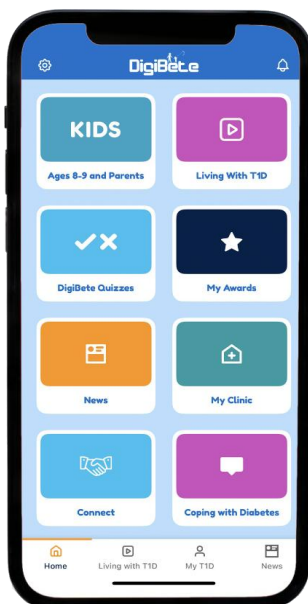 DigiBete
KIDS
Ages 8-9 and Parents
Living With T1D
DigiBete Quizzes
My Awards
News
My Clinic
Connect
Coping with Diabetes
Home
Living with T1D
My T1D
News